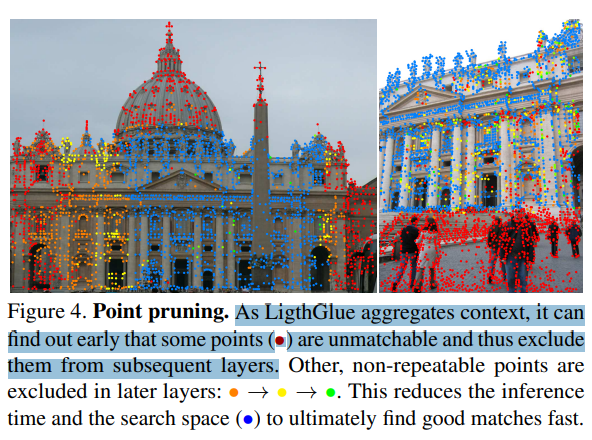 Figure 4. Point pruning. As LigthGlue aggregates context, it can
find out early that some points (●) are unmatchable and thus exclude
them from subsequent layers. Other, non-repeatable points are
excluded in later layers: ● → ● → ●. This reduces the inference
time and the search space (●) to ultimately find good matches fast.